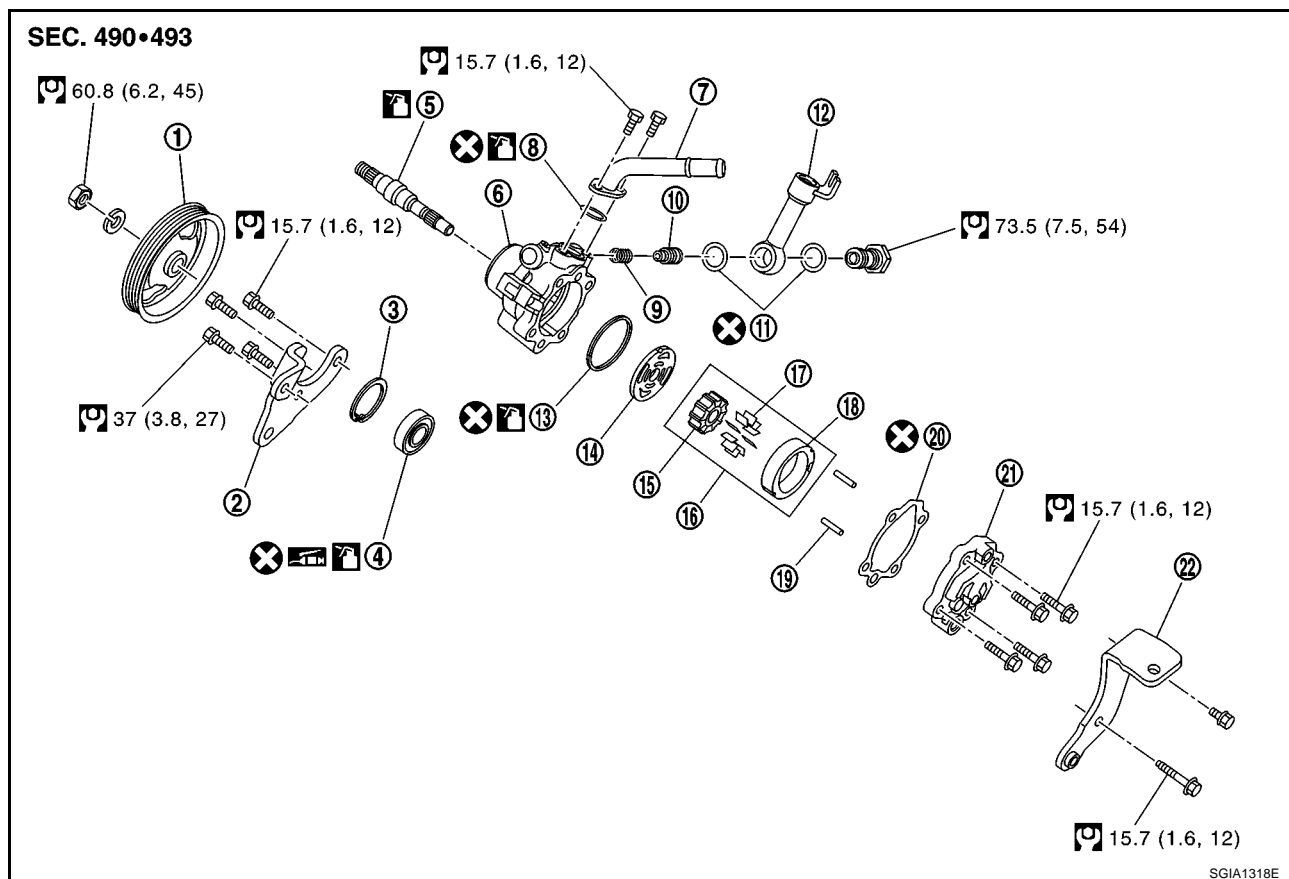 SEC. 490•493
15.7 (1.6, 12)
60.8 (6.2, 45)
5
7
12
1
8
6
10
15.7 (1.6, 12)
73.5 (7.5, 54)
3
9
11
17
37 (3.8, 27)
13
18
20
14
2
15
21
16
15.7 (1.6, 12)
4
19
22
15.7 (1.6, 12)
SGIA1318E